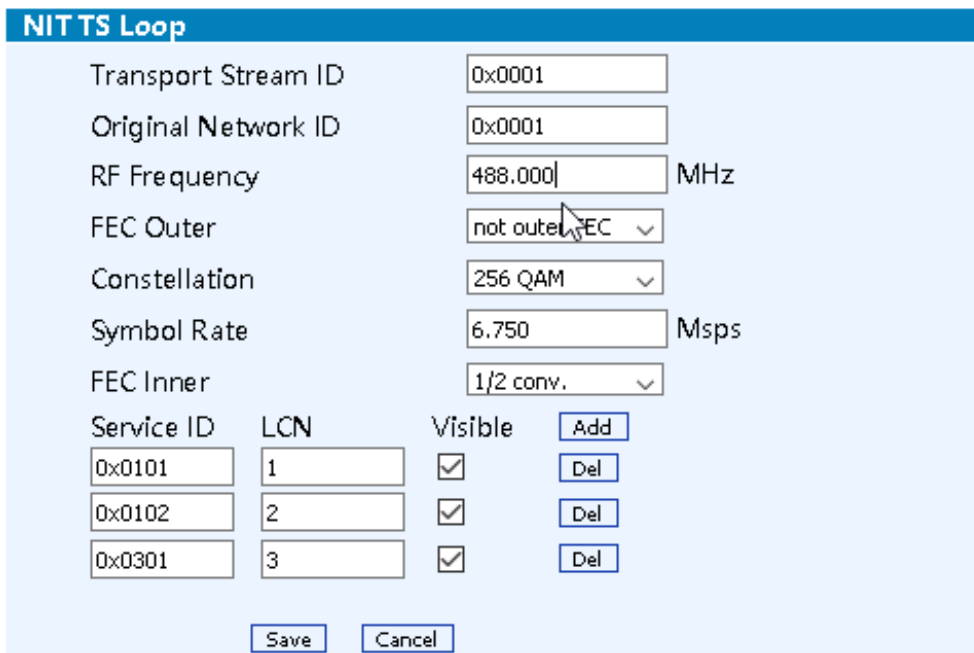 NIT TS Loop
Transport Stream ID 0x0001
Original Network ID 0x0001
RF Frequency 488.000 MHz
FEC Outer not outer FEC
Constellation 256 QAM
Symbol Rate 6.750 Msps
FEC Inner 1/2 conv.
Service ID LCN Visible Add
0x0101 1 Del
0x0102 2 Del
0x0301 3 Del
Save Cancel